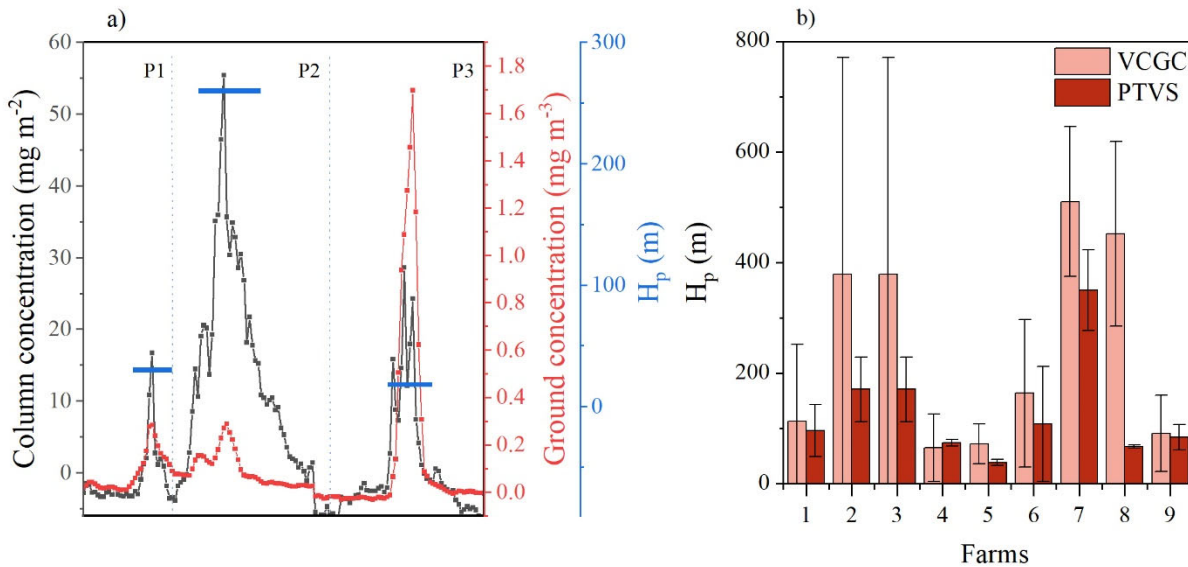 a)
60
50
40
30
20
10
0
Column concentration (mg m-2)
P1
P2
P3
1.8
1.6
1.4
1.2
1.0
0.8
0.6
0.4
0.2
0.0
Ground concentration (mg m-3)
300
200
100
0
Hp (m)
b)
Hp (m)
800
600
400
200
0
VCGC
PTVS
1 2 3 4 5 6 7 8 9
Farms